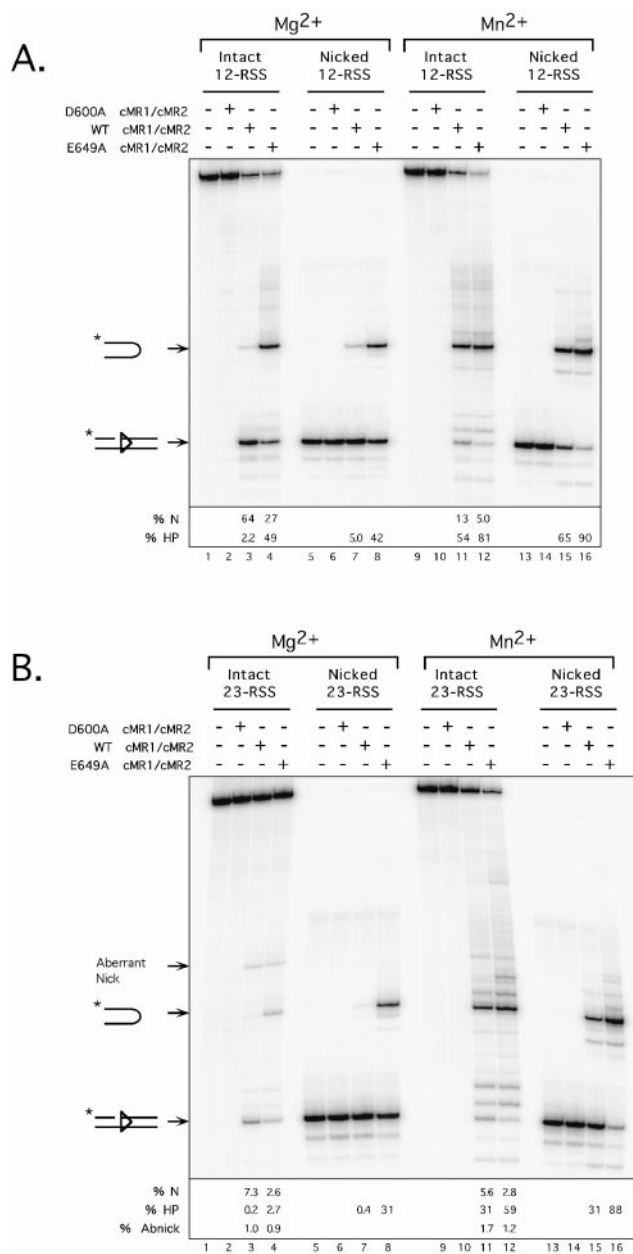 A.
Mg2+ Mn2+
Intact 12-RSS Nicked 12-RSS Intact 12-RSS Nicked 12-RSS
D600A cMR1/cMR2 - + - - - + - - - + - - - + - -
WT cMR1/cMR2 - - + - - - + - - - + - - - + -
E649A cMR1/cMR2 - - - + - - - + - - - + - - - +
*
*
% N 64 27 13 5.0
% HP 2.2 49 5.0 42 54 81 65 90
1 2 3 4 5 6 7 8 9 10 11 12 13 14 15 16
B.
Mg2+ Mn2+
Intact 23-RSS Nicked 23-RSS Intact 23-RSS Nicked 23-RSS
D600A cMR1/cMR2 - + - - - + - - - + - - - + - -
WT cMR1/cMR2 - - + - - - + - - - + - - - + -
E649A cMR1/cMR2 - - - + - - - + - - - + - - - +
Aberrant
Nick
*
*
% N 7.3 2.6 5.6 2.8
% HP 0.2 2.7 0.4 31 31 59 31 88
% Abnick 1.0 0.9 1.7 1.2
1 2 3 4 5 6 7 8 9 10 11 12 13 14 15 16